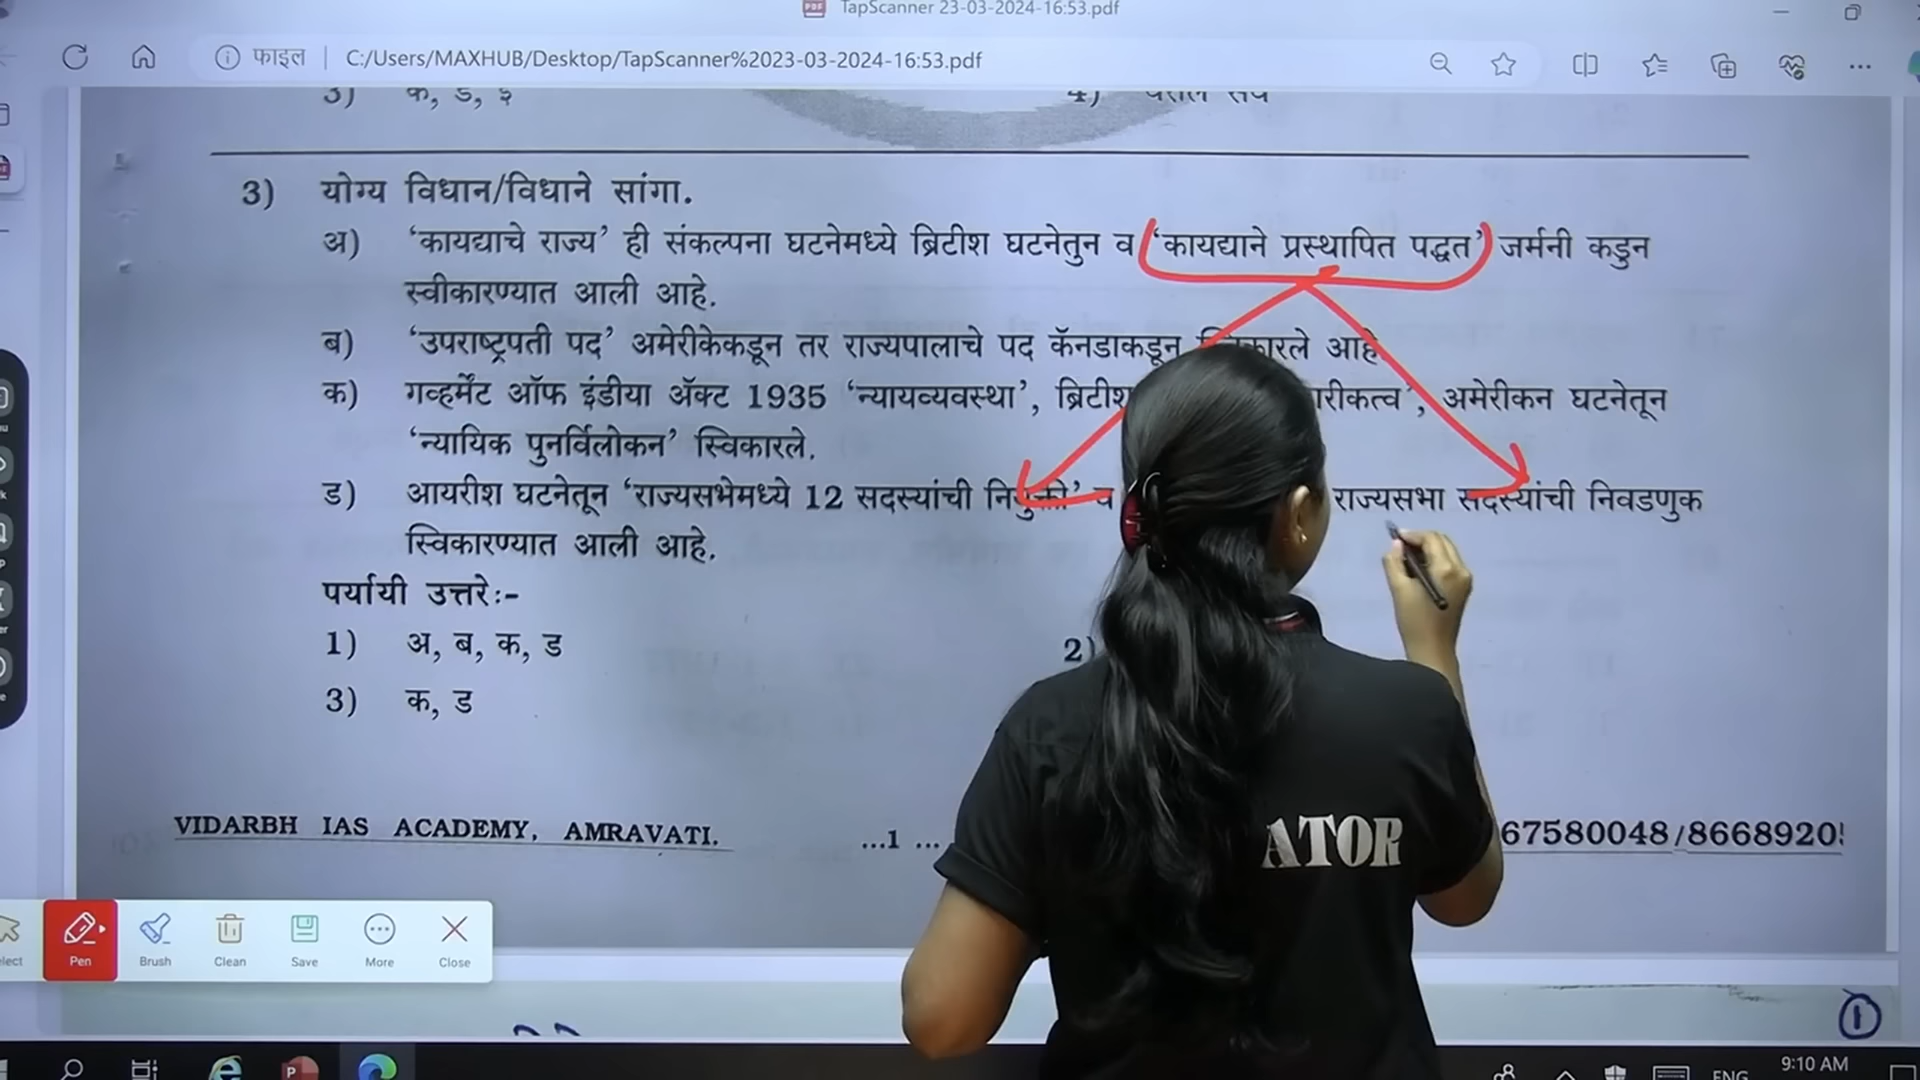 TapScanner 23-03-2024-16:53.pdf
फाइल | C:/Users/MAXHUB/Desktop/TapScanner%2023-03-2024-16:53.pdf
3) क, ड, इ
4)
3) योग्य विधान/विधाने सांगा.
अ) ‘कायद्याचे राज्य’ ही संकल्पना घटनेमध्ये ब्रिटीश घटनेतुन व ‘कायद्याने प्रस्थापित पद्धत’ जर्मनी कडुन
स्वीकारण्यात आली आहे.
ब) ‘उपराष्ट्रपती पद’ अमेरीकेकडून तर राज्यपालाचे पद कॅनडाकडून आहे
क) गव्हर्मेंट ऑफ इंडीया ॲक्ट 1935 ‘न्यायव्यवस्था’, ब्रिटीश अमेरीकन घटनेतून
‘न्यायिक पुनर्विलोकन’ स्विकारले.
ड) आयरीश घटनेतून ‘राज्यसभेमध्ये 12 सदस्यांची व राज्यसभा सदस्यांची निवडणुक
स्विकारण्यात आली आहे.
पर्यायी उत्तरे:-
1) अ, ब, क, ड
2)
3) क, ड
VIDARBH IAS ACADEMY, AMRAVATI. ...1 ... 67580048/8668920
ATOR
Pen Brush Clean Save More Close
1
ENG 9:10 AM